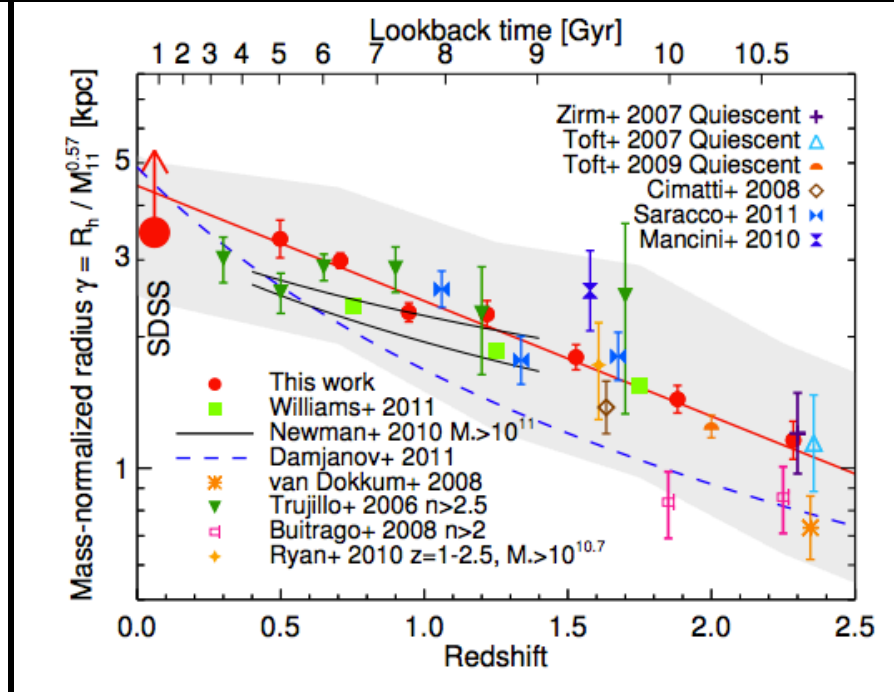 Lookback time [Gyr]
1 2 3 4 5 6 7 8 9 10 10.5
Mass-normalized radius γ = Rₕ / M₁₁^0.57 [kpc]
5
3
1
Zirm+ 2007 Quiescent
Toft+ 2007 Quiescent
Toft+ 2009 Quiescent
Cimatti+ 2008
Saracco+ 2011
Mancini+ 2010
SDSS
This work
Williams+ 2011
Newman+ 2010 M*>10^11
Damjanov+ 2011
van Dokkum+ 2008
Trujillo+ 2006 n>2.5
Buitrago+ 2008 n>2
Ryan+ 2010 z=1-2.5, M*>10^10.7
0.0 0.5 1.0 1.5 2.0 2.5
Redshift